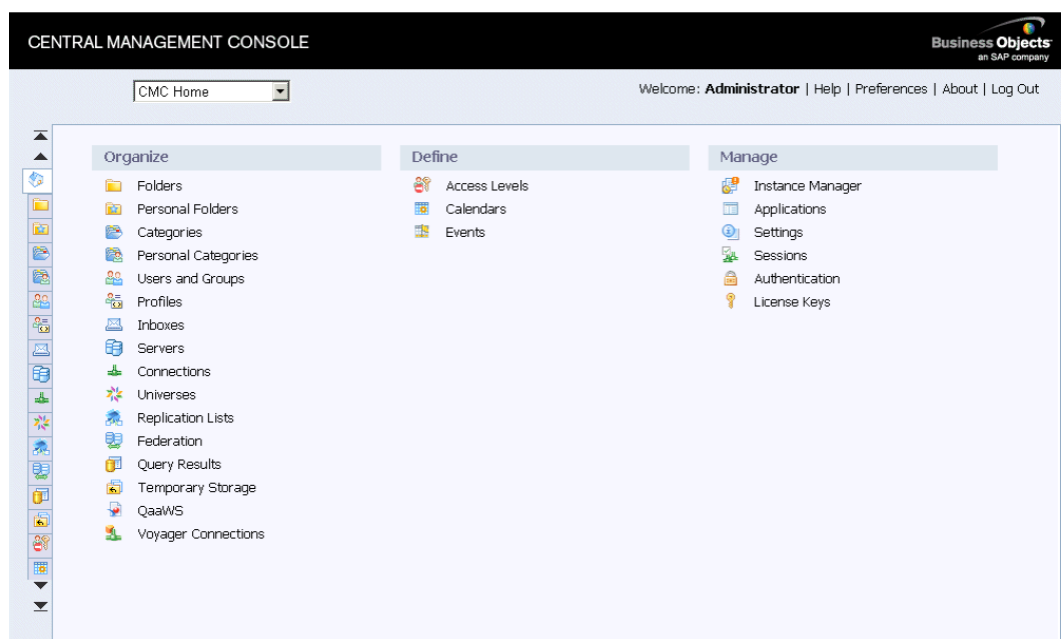 CENTRAL MANAGEMENT CONSOLE
Business Objects
an SAP company
CMC Home
Welcome: Administrator | Help | Preferences | About | Log Out
Organize
Folders
Personal Folders
Categories
Personal Categories
Users and Groups
Profiles
Inboxes
Servers
Connections
Universes
Replication Lists
Federation
Query Results
Temporary Storage
QaaWS
Voyager Connections
Define
Access Levels
Calendars
Events
Manage
Instance Manager
Applications
Settings
Sessions
Authentication
License Keys